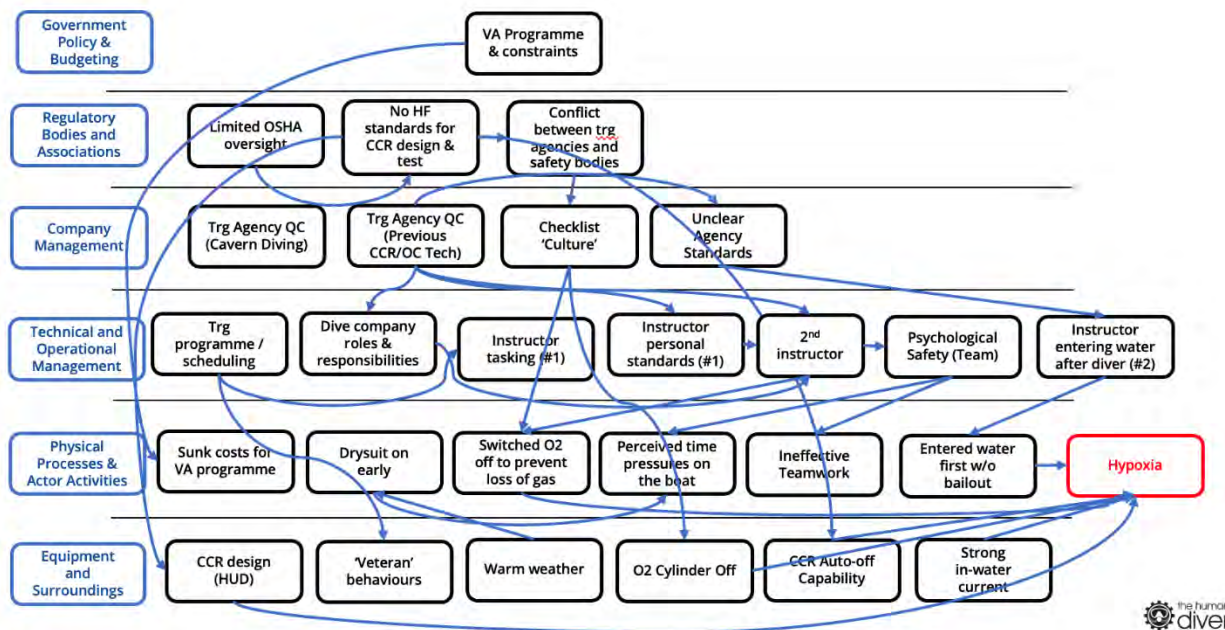 Government
Policy &
Budgeting
VA Programme
& constraints
Regulatory
Bodies and
Associations
Limited OSHA
oversight
No HF
standards for
CCR design &
test
Conflict
between trg
agencies and
safety bodies
Company
Management
Trg Agency QC
(Cavern Diving)
Trg Agency QC
(Previous
CCR/OC Tech)
Checklist
‘Culture’
Unclear
Agency
Standards
Technical and
Operational
Management
Trg
programme /
scheduling
Dive company
roles &
responsibilities
Instructor
tasking (#1)
Instructor
personal
standards (#1)
2nd
instructor
Psychological
Safety (Team)
Instructor
entering water
after diver (#2)
Physical
Processes &
Actor Activities
Sunk costs for
VA programme
Drysuit on
early
Switched O2
off to prevent
loss of gas
Perceived time
pressures on
the boat
Ineffective
Teamwork
Entered water
first w/o
bailout
Hypoxia
Equipment
and
Surroundings
CCR design
(HUD)
‘Veteran’
behaviours
Warm weather
O2 Cylinder Off
CCR Auto-off
Capability
Strong
in-water
current
the human
diver